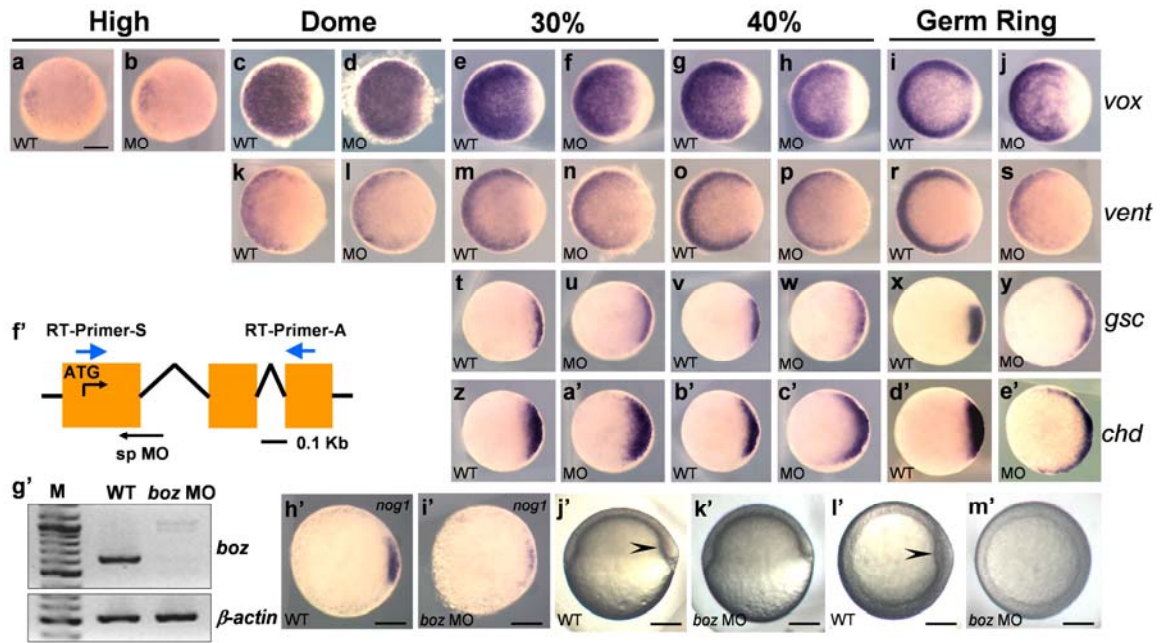 High Dome 30% 40% Germ Ring
a b c d e f g h i j
WT MO WT MO WT MO WT MO WT MO
vox
k l m n o p r s
WT MO WT MO WT MO WT MO
vent
t u v w x y
WT MO WT MO WT MO
gsc
z a' b' c' d' e'
WT MO WT MO WT MO
chd
f'
RT-Primer-S RT-Primer-A
ATG
sp MO
0.1 Kb
g'
M WT boz MO
boz
β-actin
h' nog1 i' nog1 j' k' l' m'
WT boz MO WT boz MO WT boz MO